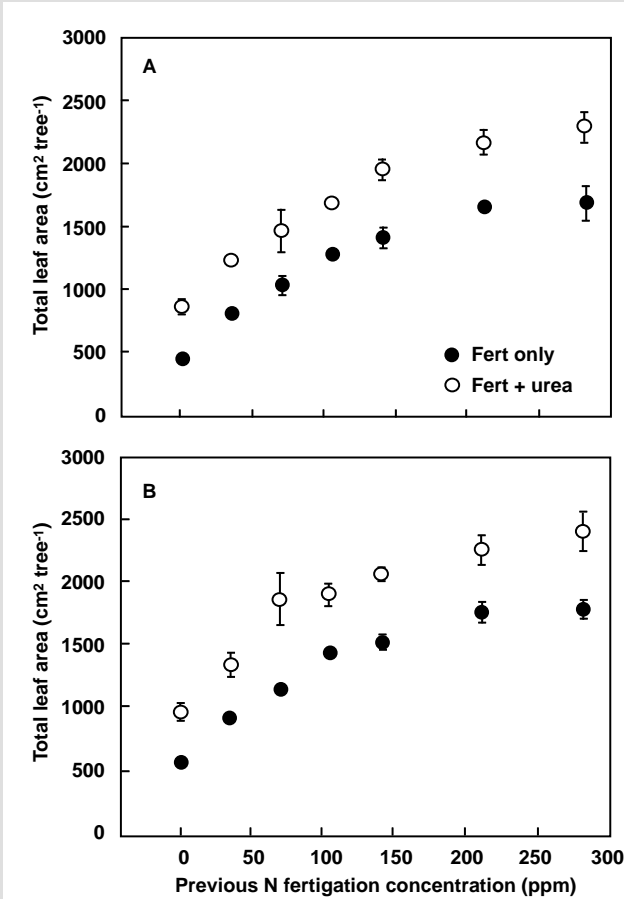 3000
A
2500
2000
1500
1000
500
0
Total leaf area (cm² tree⁻¹)
Fert only
Fert + urea
3000
B
2500
2000
1500
1000
500
0
Total leaf area (cm² tree⁻¹)
0 50 100 150 200 250 300
Previous N fertigation concentration (ppm)